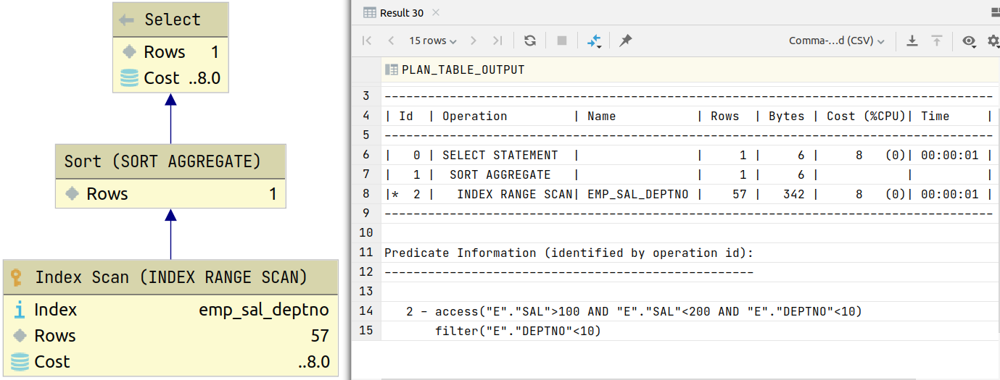 Select
Rows 1
Cost ..8.0
Sort (SORT AGGREGATE)
Rows 1
Index Scan (INDEX RANGE SCAN)
Index emp_sal_deptno
Rows 57
Cost ..8.0
Result 30
15 rows
Comma-...d (CSV)
PLAN_TABLE_OUTPUT
3 ------------------------------------------------------------------------------------
4 | Id  | Operation         | Name           | Rows  | Bytes | Cost (%CPU)| Time     |
5 ------------------------------------------------------------------------------------
6 |   0 | SELECT STATEMENT  |                |     1 |     6 |     8   (0)| 00:00:01 |
7 |   1 |  SORT AGGREGATE   |                |     1 |     6 |            |          |
8 |*  2 |   INDEX RANGE SCAN| EMP_SAL_DEPTNO |    57 |   342 |     8   (0)| 00:00:01 |
9 ------------------------------------------------------------------------------------
10
11 Predicate Information (identified by operation id):
12 ---------------------------------------------------
13
14    2 - access("E"."SAL">100 AND "E"."SAL"<200 AND "E"."DEPTNO"<10)
15        filter("E"."DEPTNO"<10)